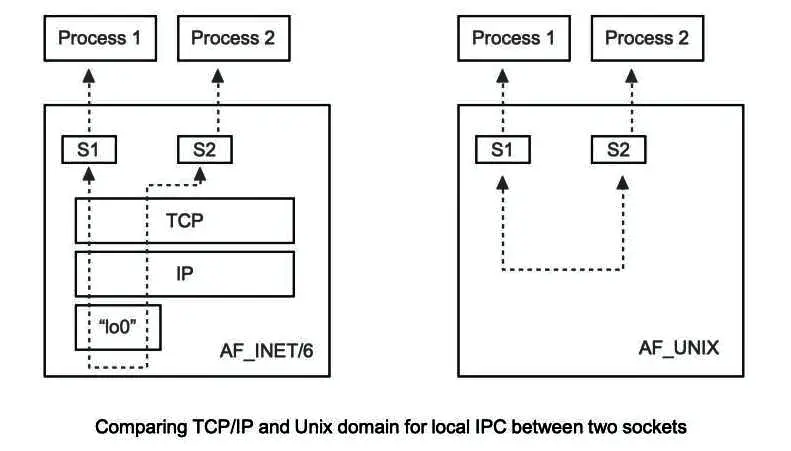 Process 1
Process 2
S1
S2
TCP
IP
“lo0”
AF_INET/6
Process 1
Process 2
S1
S2
AF_UNIX
Comparing TCP/IP and Unix domain for local IPC between two sockets